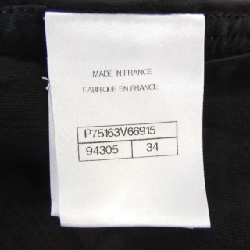 MADE IN FRANCE
FABRIQUE EN FRANCE
P75163V66915
94305 34